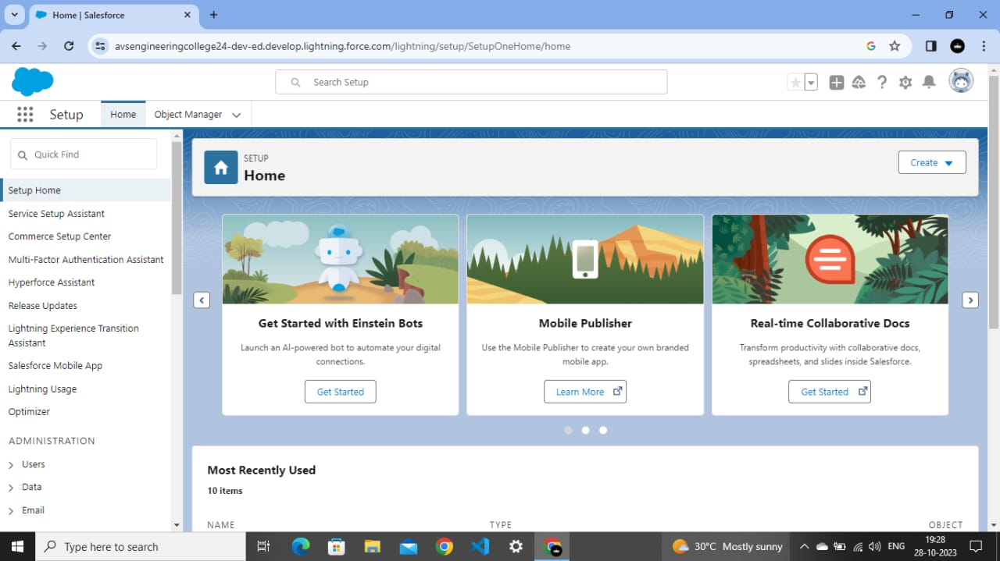 Home | Salesforce
avsengineeringcollege24-dev-ed.develop.lightning.force.com/lightning/setup/SetupOneHome/home
Search Setup
Setup
Home
Object Manager
Quick Find
Setup Home
Service Setup Assistant
Commerce Setup Center
Multi-Factor Authentication Assistant
Hyperforce Assistant
Release Updates
Lightning Experience Transition
Assistant
Salesforce Mobile App
Lightning Usage
Optimizer
ADMINISTRATION
Users
Data
Email
SETUP
Home
Create
Get Started with Einstein Bots
Launch an AI-powered bot to automate your digital
connections.
Get Started
Mobile Publisher
Use the Mobile Publisher to create your own branded
mobile app.
Learn More
Real-time Collaborative Docs
Transform productivity with collaborative docs,
spreadsheets, and slides inside Salesforce.
Get Started
Most Recently Used
10 items
NAME TYPE OBJECT
Type here to search
30°C Mostly sunny
ENG
19:28
28-10-2023